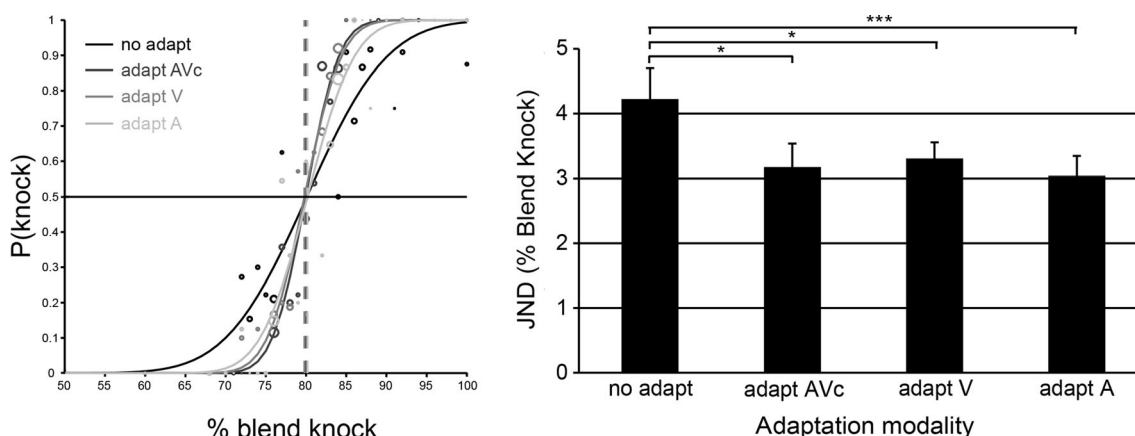 1
0.9
0.8
0.7
0.6
0.5
0.4
0.3
0.2
0.1
0
P(knock)
no adapt
adapt AVc
adapt V
adapt A
50 55 60 65 70 75 80 85 90 95 100
% blend knock
***
*
*
5
4
3
2
1
0
JND (% Blend Knock)
no adapt adapt AVc adapt V adapt A
Adaptation modality